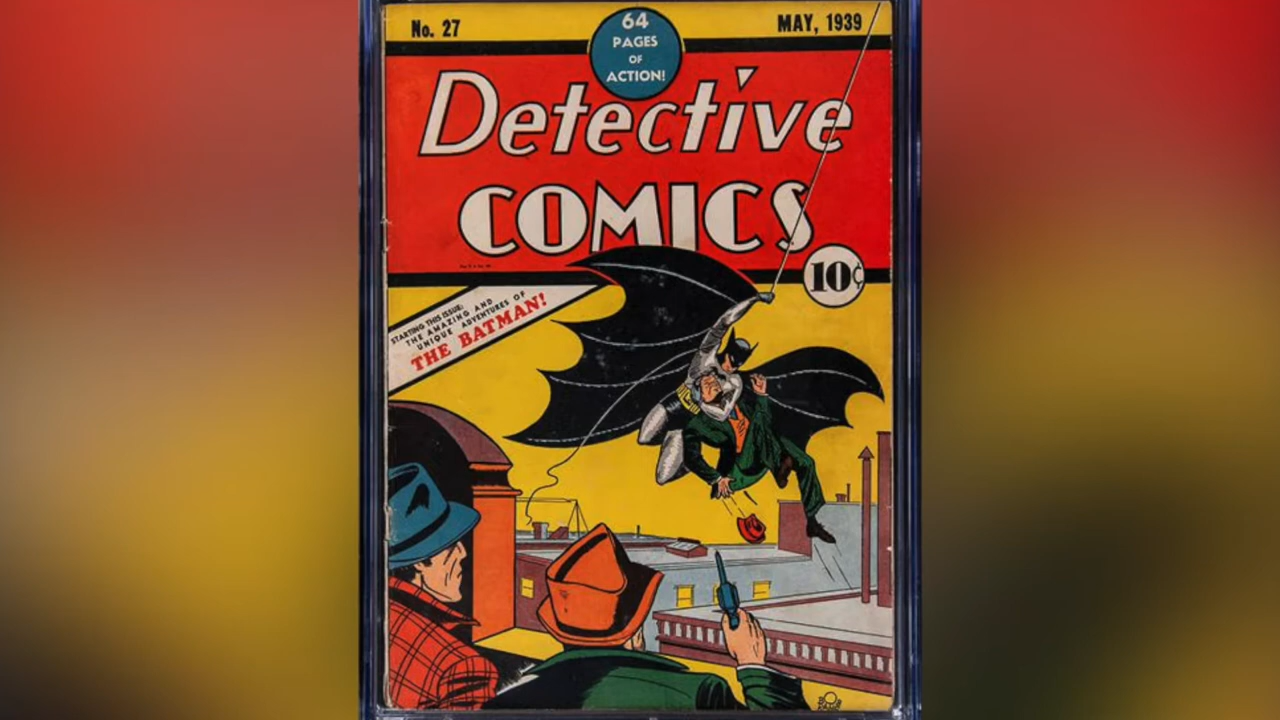 No. 27
64
PAGES
OF
ACTION!
MAY, 1939
Detective
COMICS
10¢
STARTING THIS ISSUE:
THE AMAZING AND
UNIQUE ADVENTURES OF
THE BATMAN!